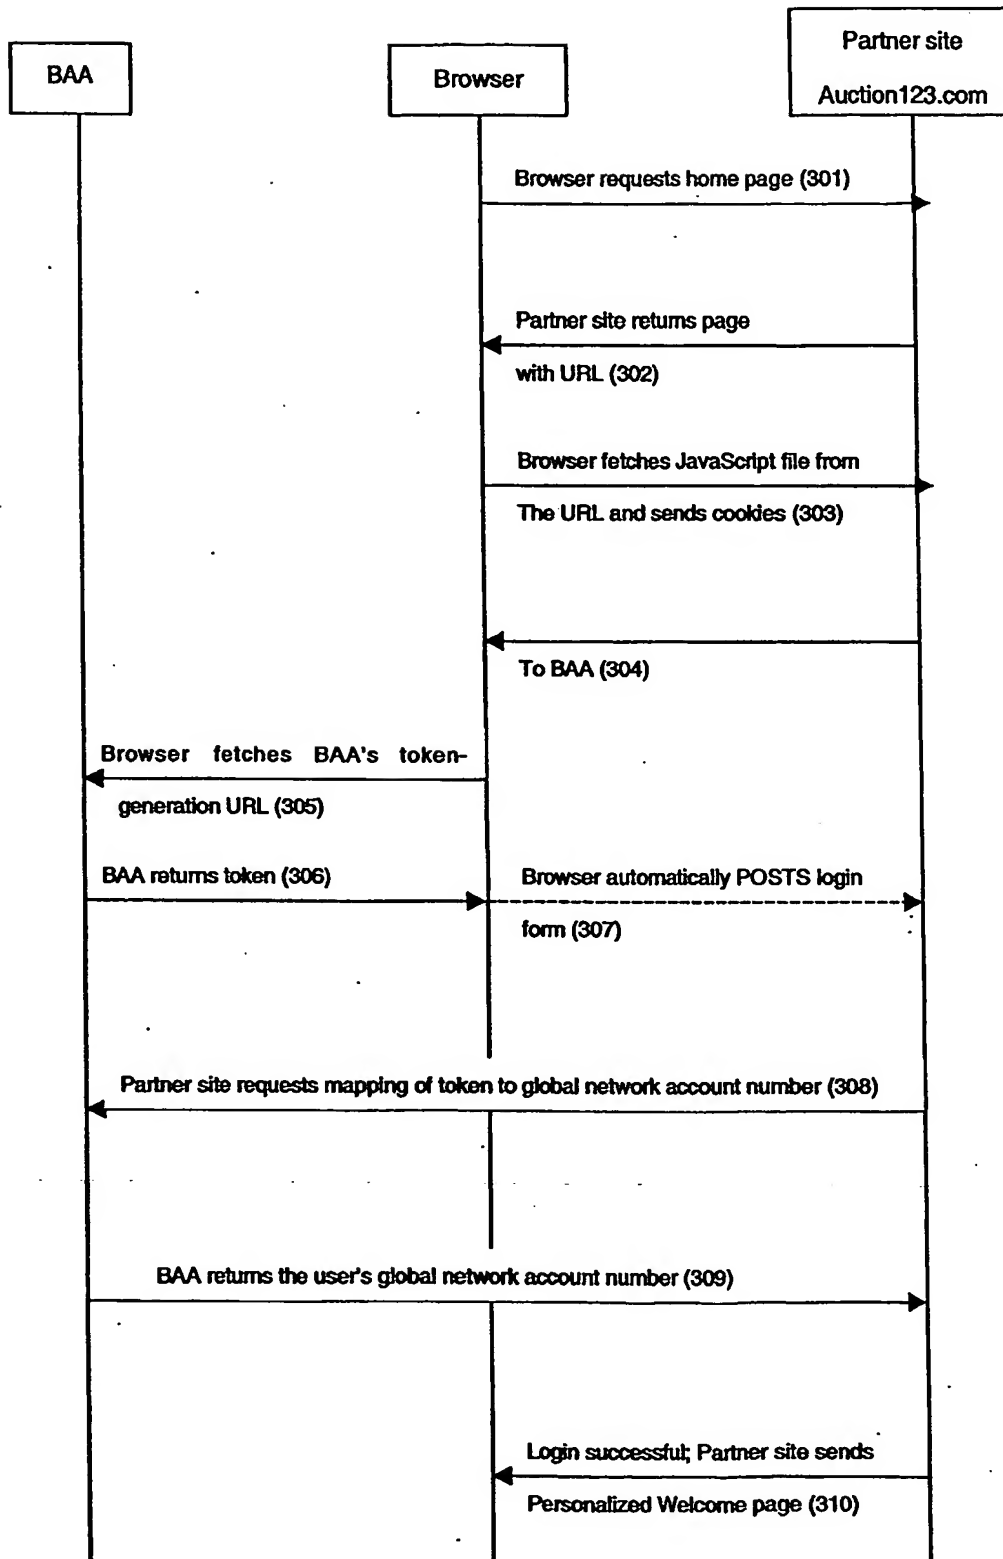 BAA
Browser
Partner site
Auction123.com
Browser requests home page (301)
Partner site returns page
with URL (302)
Browser fetches JavaScript file from
The URL and sends cookies (303)
To BAA (304)
Browser fetches BAA's token-
generation URL (305)
BAA returns token (306)
Browser automatically POSTS login
form (307)
Partner site requests mapping of token to global network account number (308)
BAA returns the user's global network account number (309)
Login successful; Partner site sends
Personalized Welcome page (310)